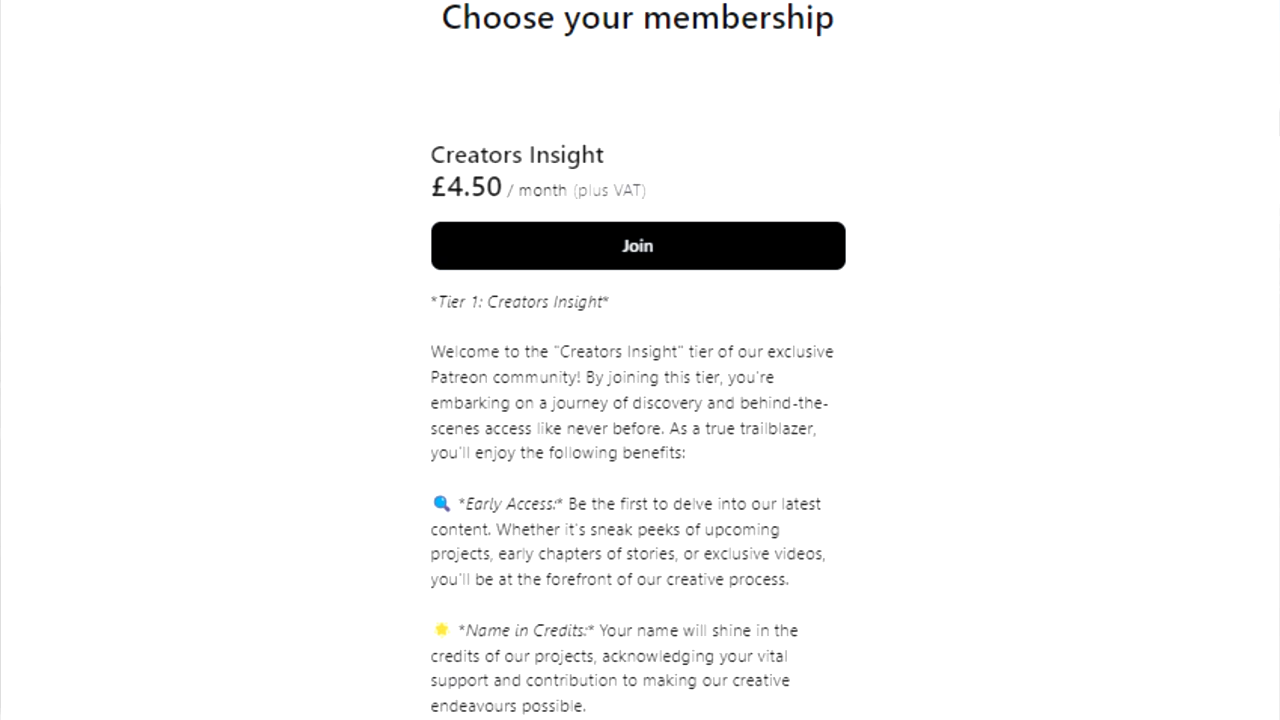 Choose your membership
Creators Insight
£4.50 / month (plus VAT)
Join
*Tier 1: Creators Insight*
Welcome to the "Creators Insight" tier of our exclusive
Patreon community! By joining this tier, you're
embarking on a journey of discovery and behind-the-
scenes access like never before. As a true trailblazer,
you'll enjoy the following benefits:
🔍 *Early Access:* Be the first to delve into our latest
content. Whether it's sneak peeks of upcoming
projects, early chapters of stories, or exclusive videos,
you'll be at the forefront of our creative process.
🌟 *Name in Credits:* Your name will shine in the
credits of our projects, acknowledging your vital
support and contribution to making our creative
endeavours possible.